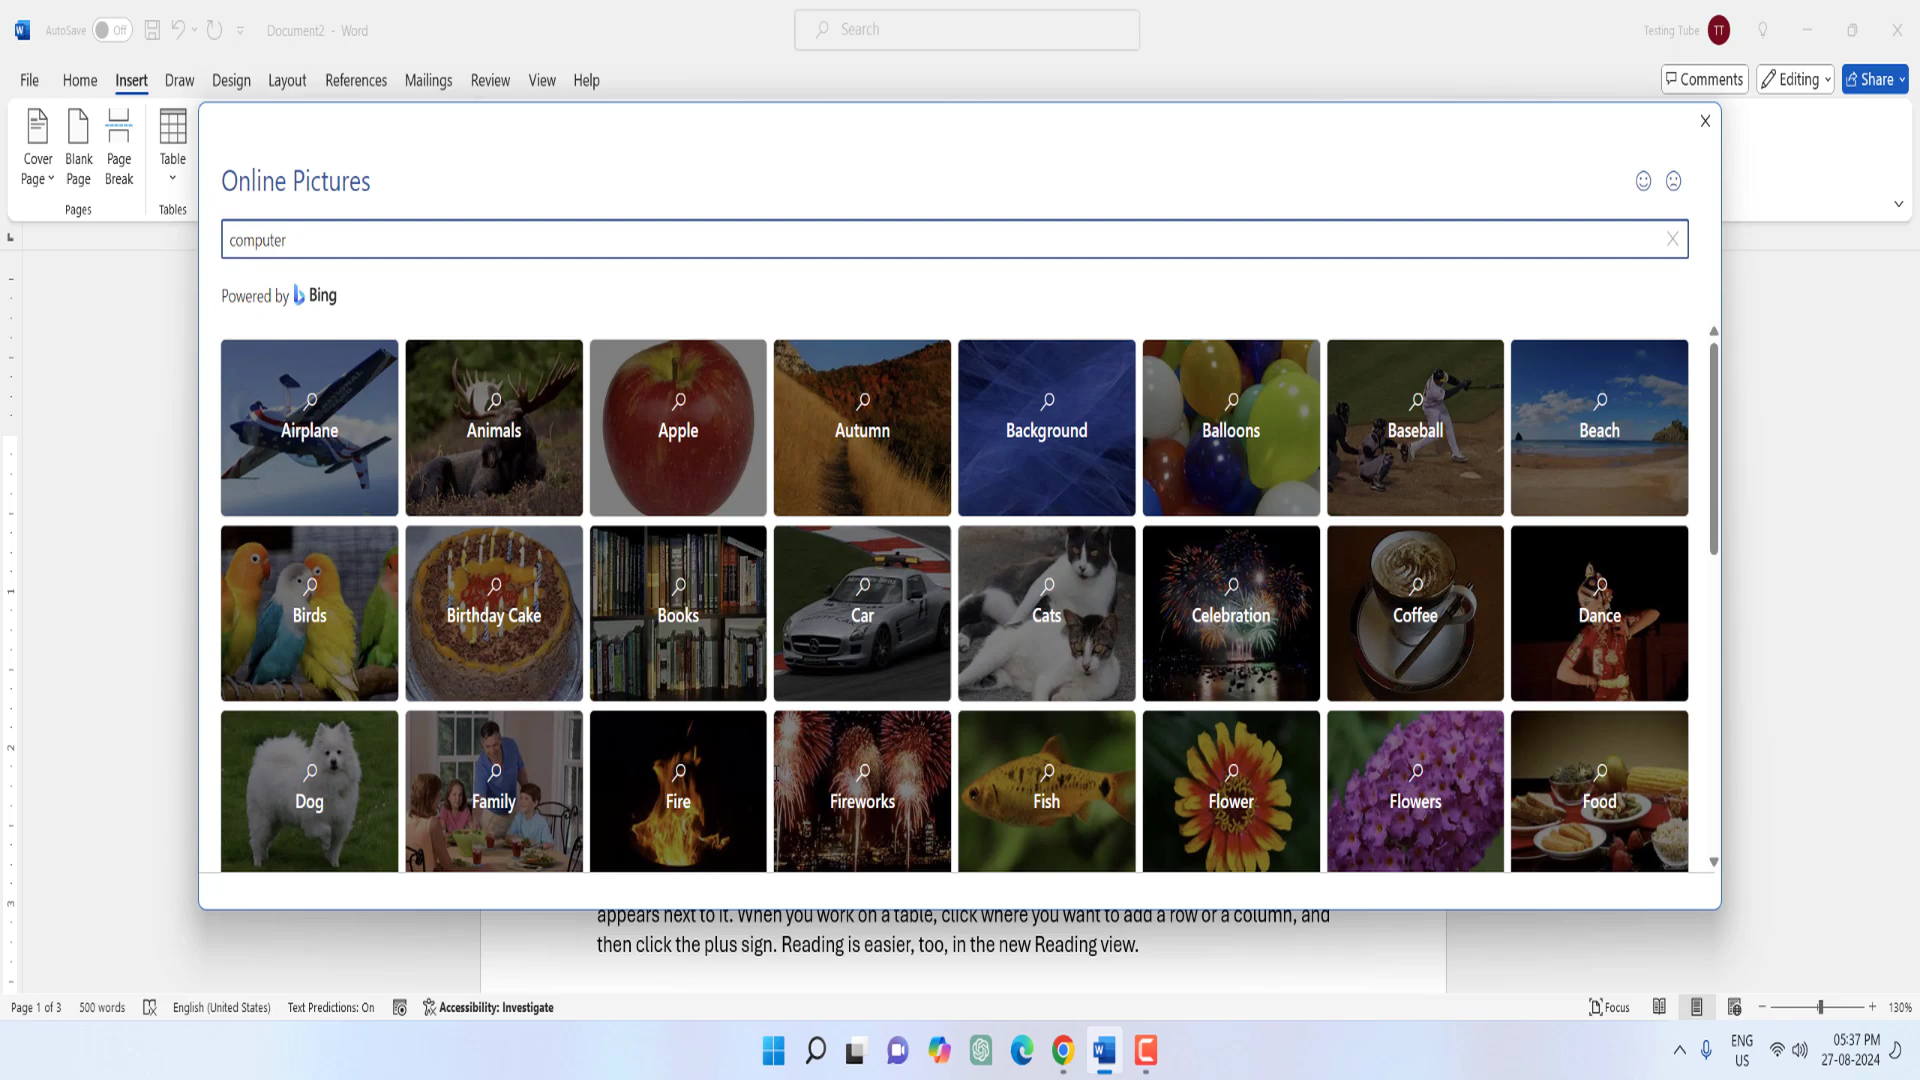 AutoSave Off Document2 - Word Search Testing Tube TT
File Home Insert Draw Design Layout References Mailings Review View Help Comments Editing Share
Cover Page Blank Page Page Break Table
Pages Tables
Online Pictures
computer
Powered by Bing
Airplane Animals Apple Autumn Background Balloons Baseball Beach
Birds Birthday Cake Books Car Cats Celebration Coffee Dance
Dog Family Fire Fireworks Fish Flower Flowers Food
appears next to it. When you work on a table, click where you want to add a row or a column, and
then click the plus sign. Reading is easier, too, in the new Reading view.
Page 1 of 3 500 words English (United States) Text Predictions: On Accessibility: Investigate Focus 130%
ENG US 05:37 PM 27-08-2024